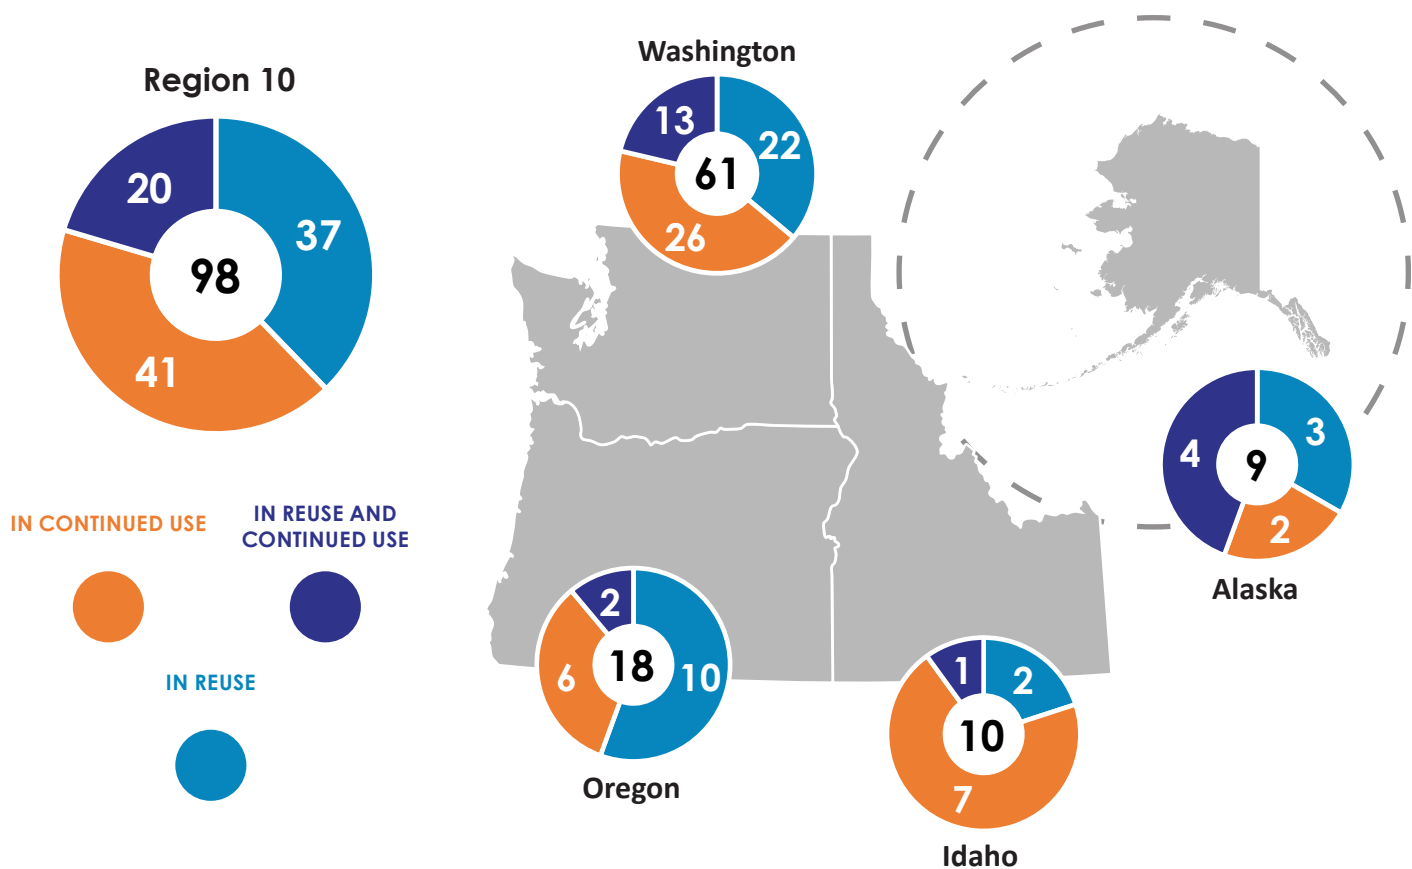 Region 10
20
37
98
41
IN CONTINUED USE
IN REUSE AND
CONTINUED USE
IN REUSE
Washington
13
22
61
26
4
3
9
2
Alaska
2
6
18
10
Oregon
1
2
10
7
Idaho